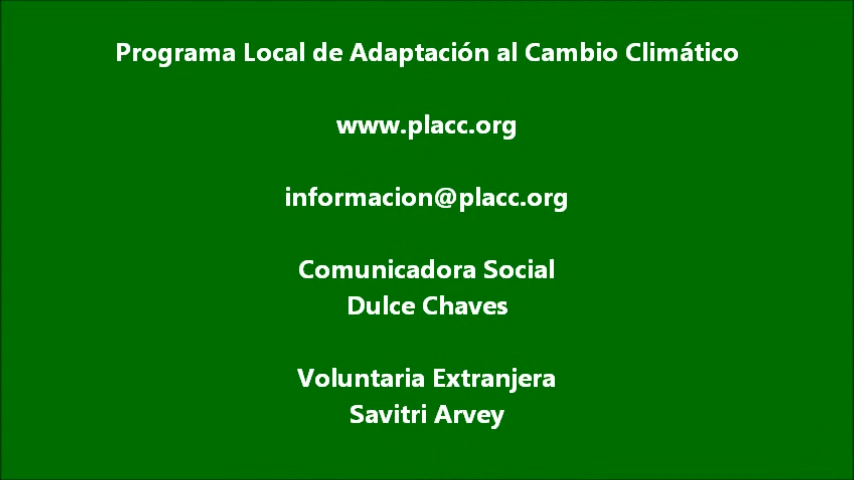 Programa Local de Adaptación al Cambio Climático
www.placc.org
informacion@placc.org
Comunicadora Social
Dulce Chaves
Voluntaria Extranjera
Savitri Arvey